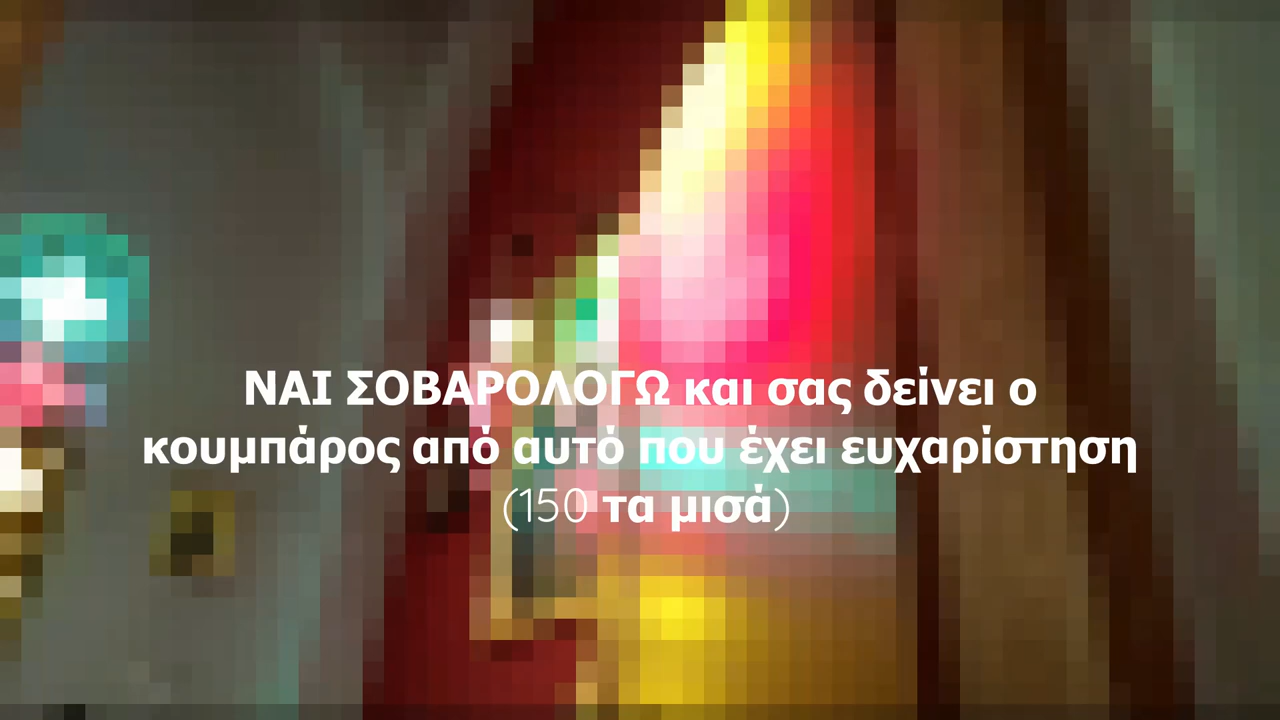 ΝΑΙ ΣΟΒΑΡΟΛΟΓΩ και σας δείνει ο
κουμπάρος από αυτό που έχει ευχαρίστηση
(150 τα μισά)